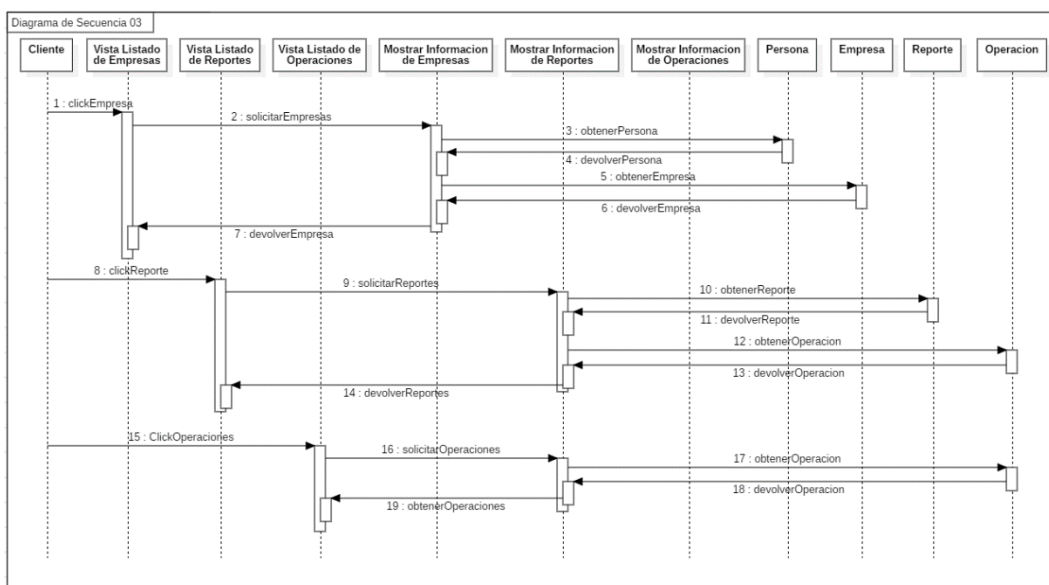 Diagrama de Secuencia 03
Cliente
Vista Listado
de Empresas
Vista Listado
de Reportes
Vista Listado de
Operaciones
Mostrar Informacion
de Empresas
Mostrar Informacion
de Reportes
Mostrar Informacion
de Operaciones
Persona
Empresa
Reporte
Operacion
1 : clickEmpresa
2 : solicitarEmpresas
3 : obtenerPersona
4 : devolverPersona
5 : obtenerEmpresa
6 : devolverEmpresa
7 : devolverEmpresa
8 : clickReporte
9 : solicitarReportes
10 : obtenerReporte
11 : devolverReporte
12 : obtenerOperacion
13 : devolverOperacion
14 : devolverReportes
15 : ClickOperaciones
16 : solicitarOperaciones
17 : obtenerOperacion
18 : devolverOperacion
19 : obtenerOperaciones